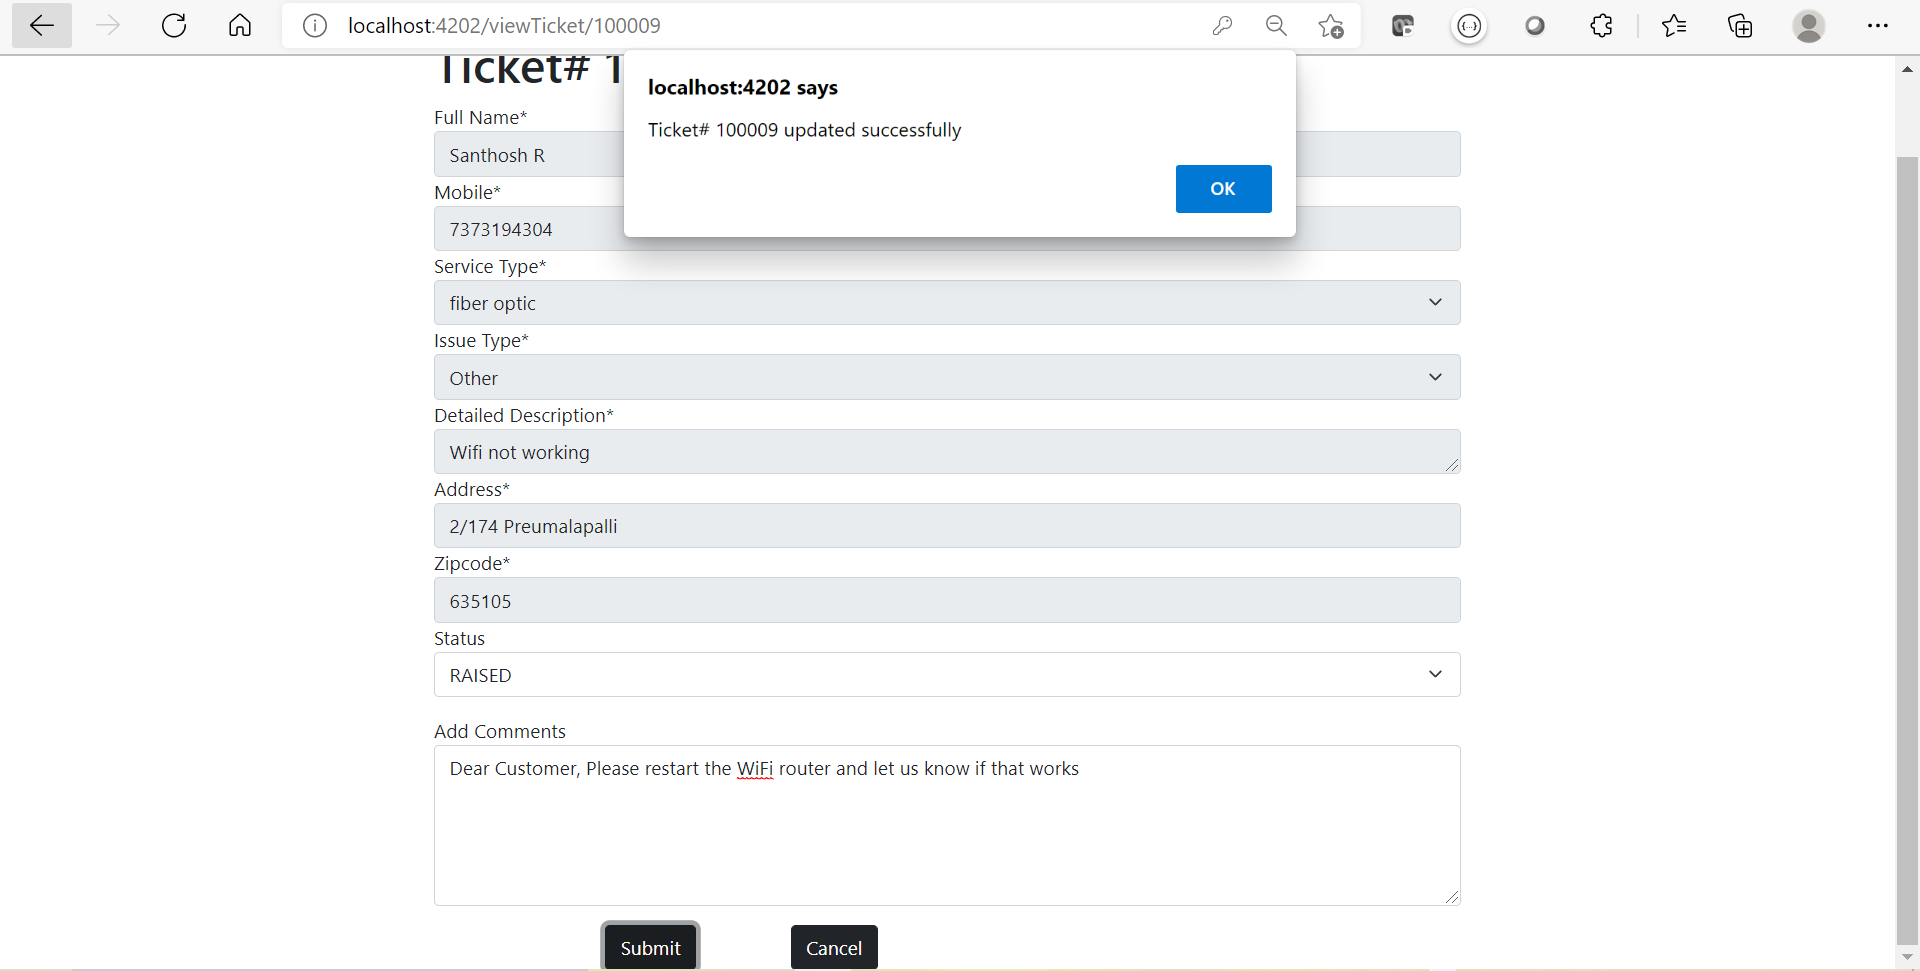 localhost:4202/viewTicket/100009
Ticket# 1
localhost:4202 says
Ticket# 100009 updated successfully
OK
Full Name*
Santhosh R
Mobile*
7373194304
Service Type*
fiber optic
Issue Type*
Other
Detailed Description*
Wifi not working
Address*
2/174 Preumalapalli
Zipcode*
635105
Status
RAISED
Add Comments
Dear Customer, Please restart the WiFi router and let us know if that works
Submit
Cancel